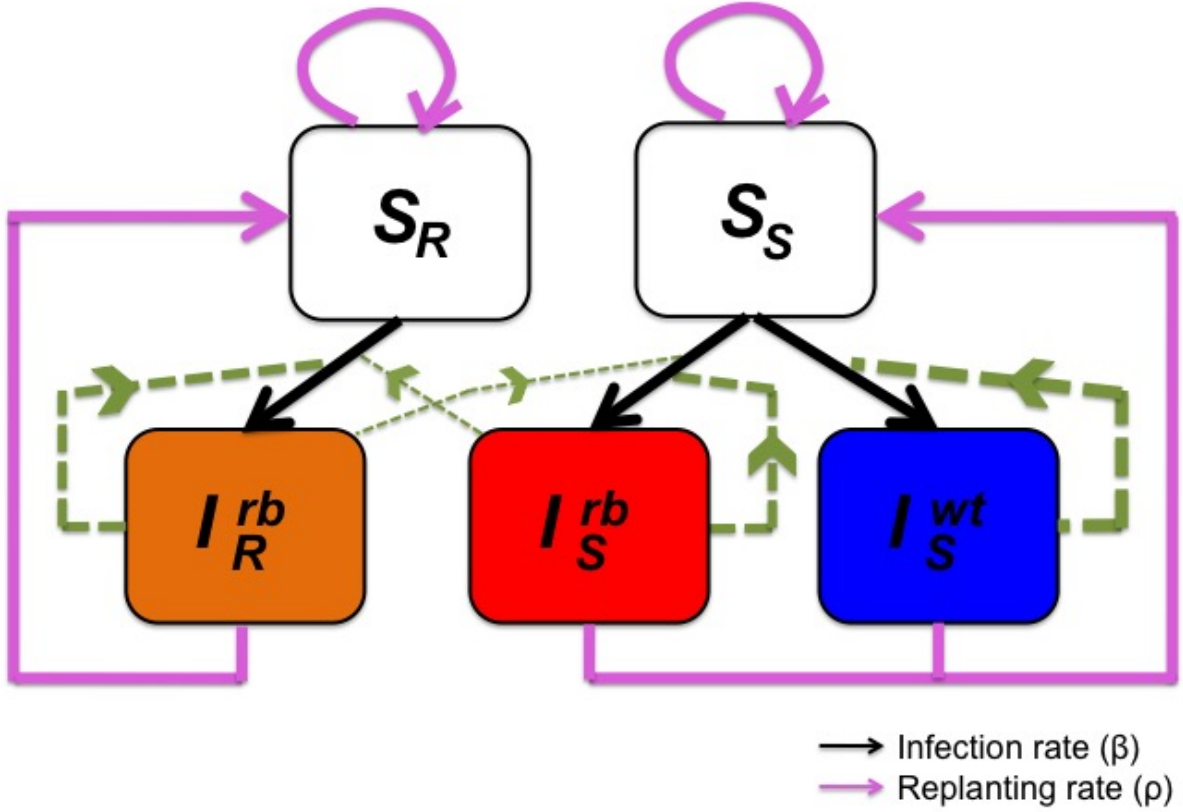 S_R S_S
I_R^rb I_S^rb I_S^wt
Infection rate (β)
Replanting rate (ρ)